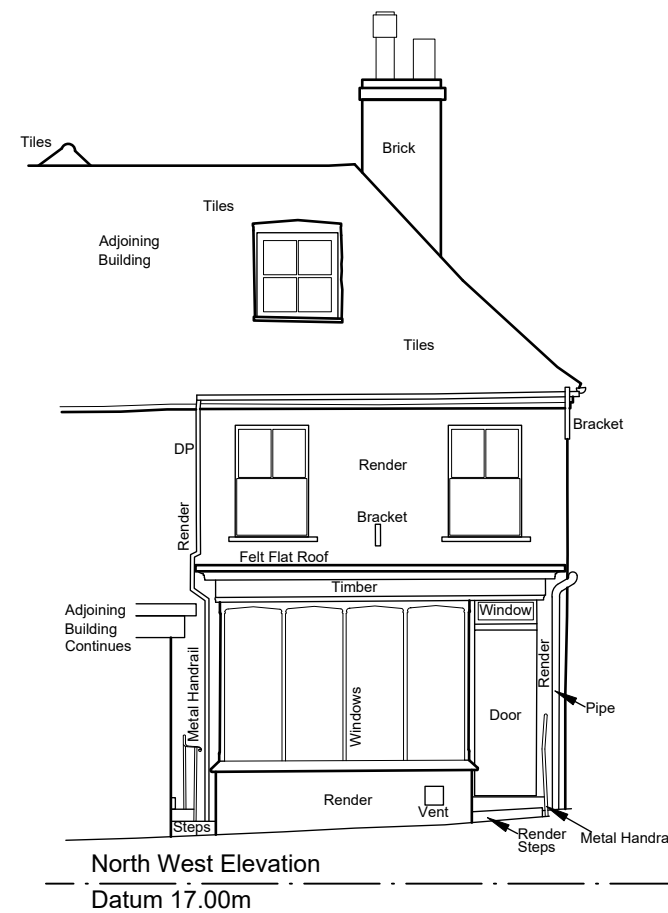 Brick
Tiles
Tiles
Adjoining
Building
Tiles
Bracket
DP
Render
Render
Bracket
Felt Flat Roof
Timber
Adjoining
Building
Continues
Window
Metal Handrail
Windows
Render
Door
Pipe
Render
Vent
Steps
Render
Steps
Metal Handra
North West Elevation
Datum 17.00m